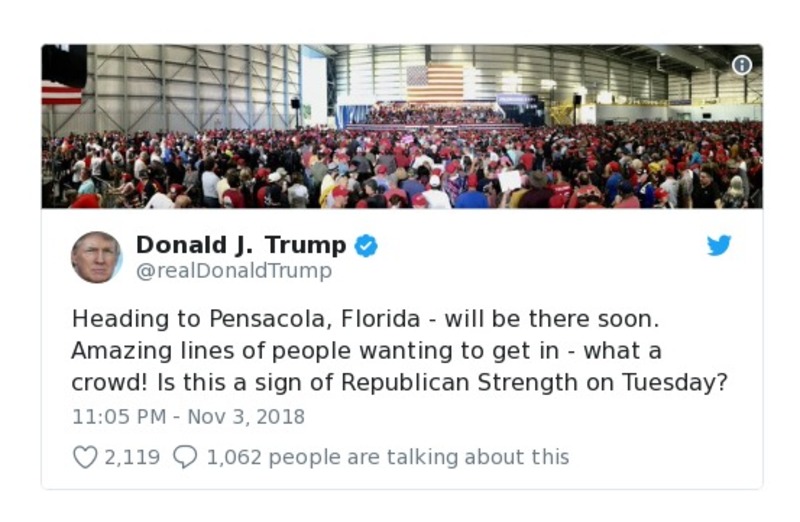 Donald J. Trump
@realDonaldTrump
Heading to Pensacola, Florida - will be there soon.
Amazing lines of people wanting to get in - what a
crowd! Is this a sign of Republican Strength on Tuesday?
11:05 PM - Nov 3, 2018
2,119 1,062 people are talking about this